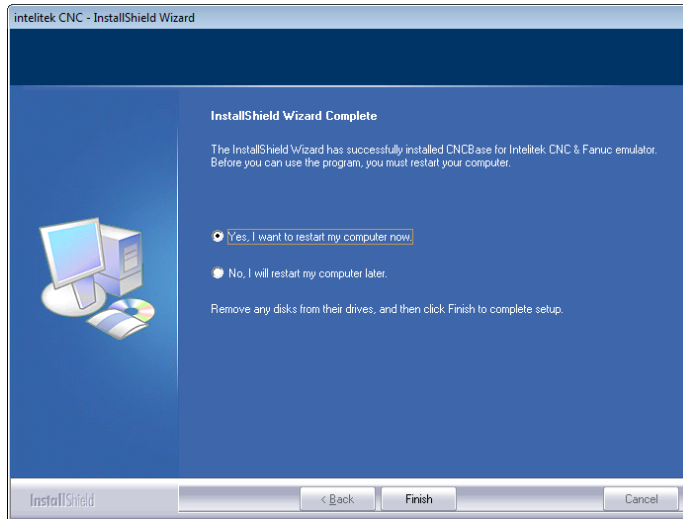 intelitek CNC - InstallShield Wizard
InstallShield Wizard Complete
The InstallShield Wizard has successfully installed CNCBase for Intelitek CNC & Fanuc emulator.
Before you can use the program, you must restart your computer.
Yes, I want to restart my computer now.
No, I will restart my computer later.
Remove any disks from their drives, and then click Finish to complete setup.
InstallShield
< Back
Finish
Cancel